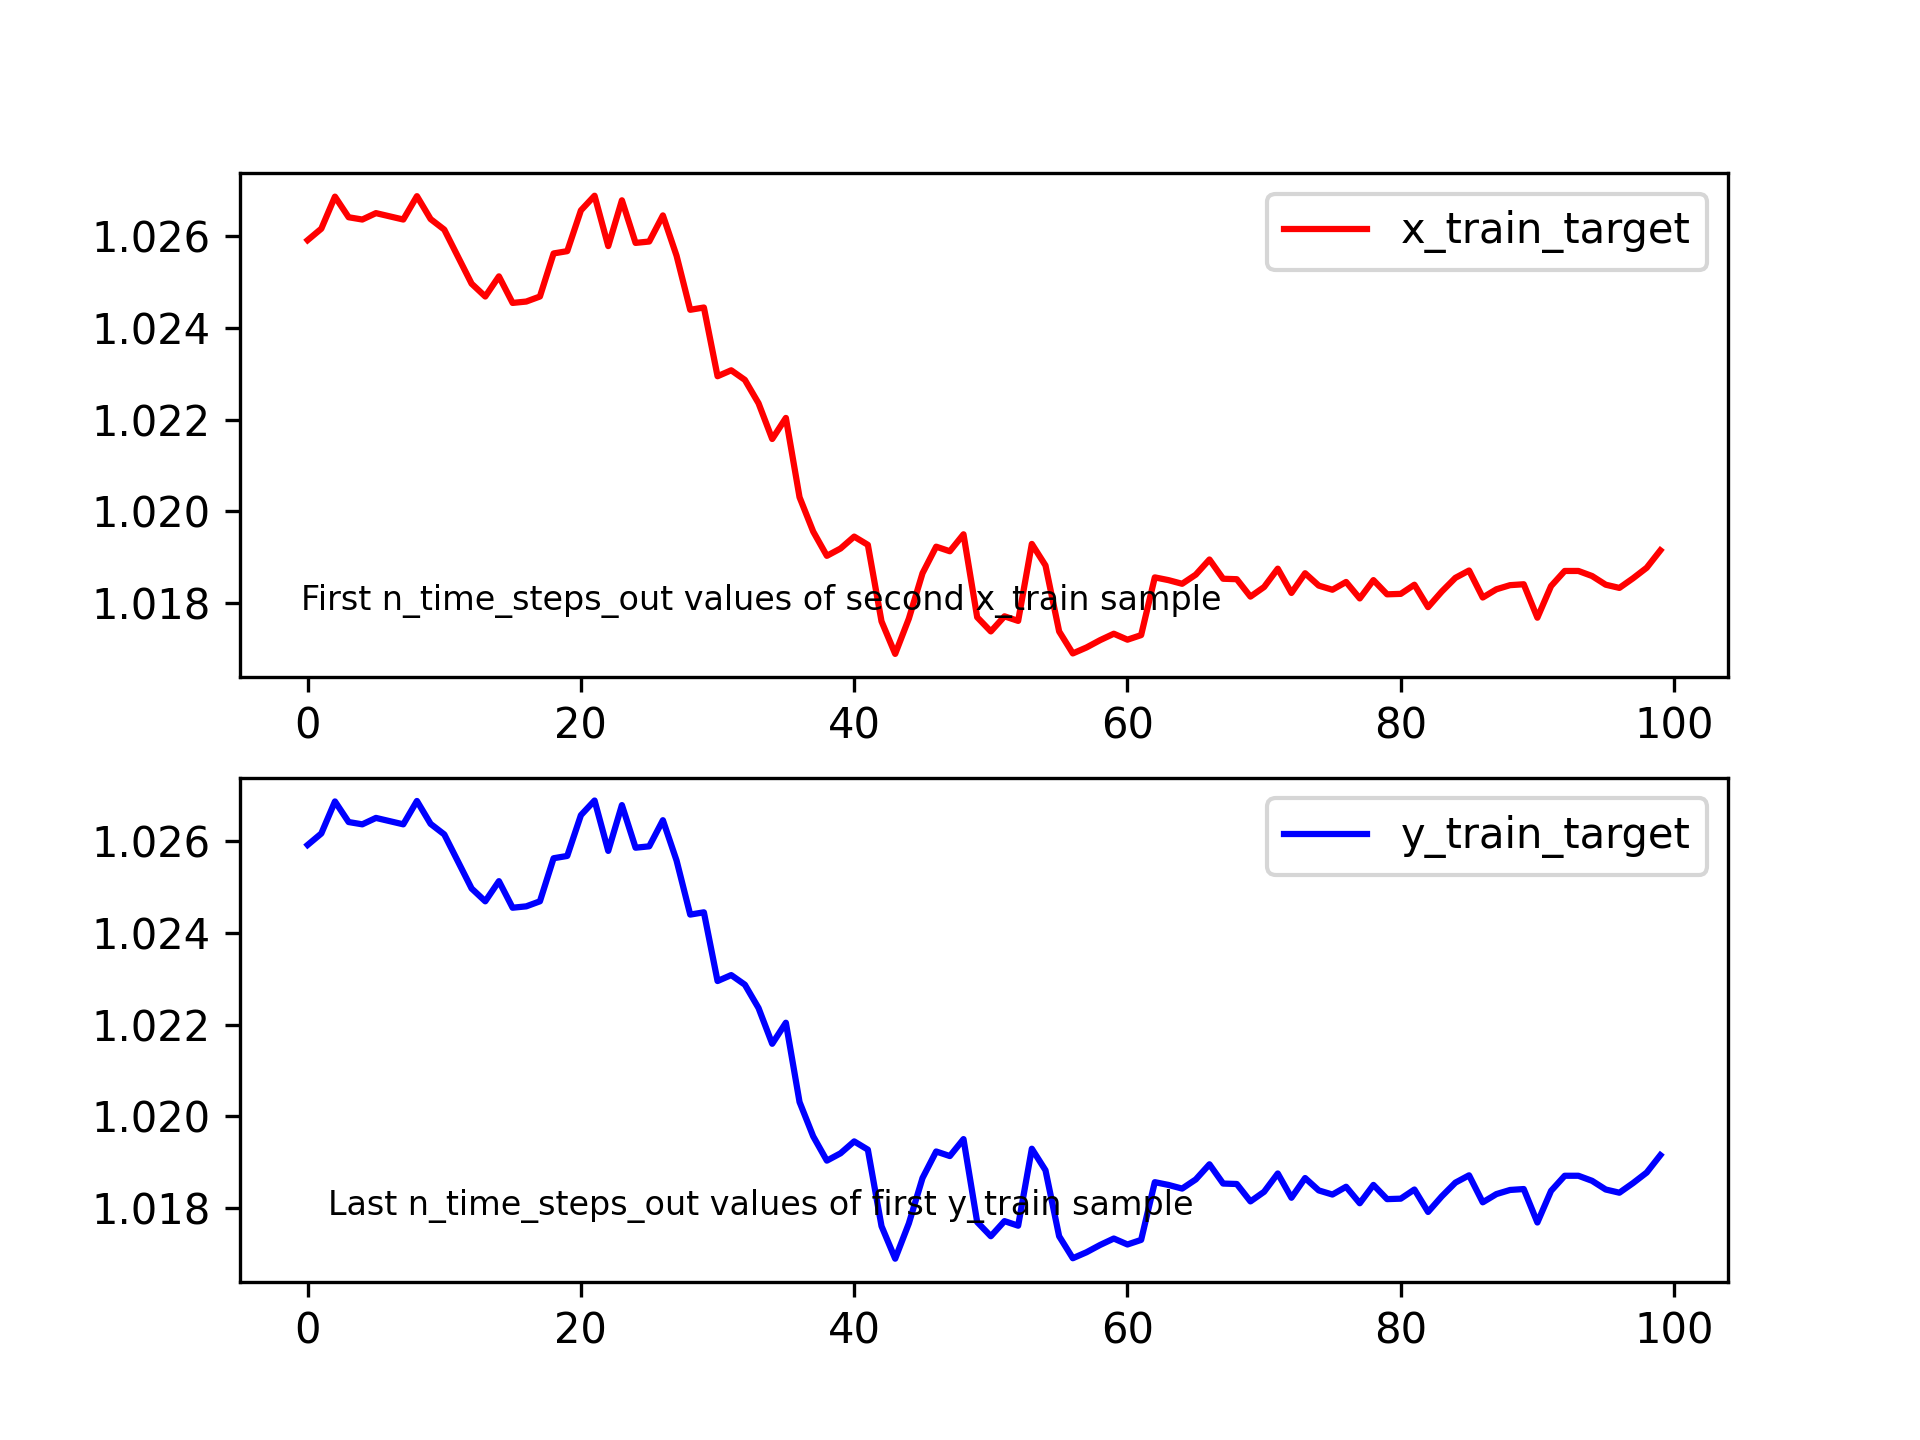 x_train_target
1.026
1.024
1.022
1.020
1.018
First n_time_steps_out values of second x_train sample
0 20 40 60 80 100
y_train_target
1.026
1.024
1.022
1.020
1.018
Last n_time_steps_out values of first y_train sample
0 20 40 60 80 100